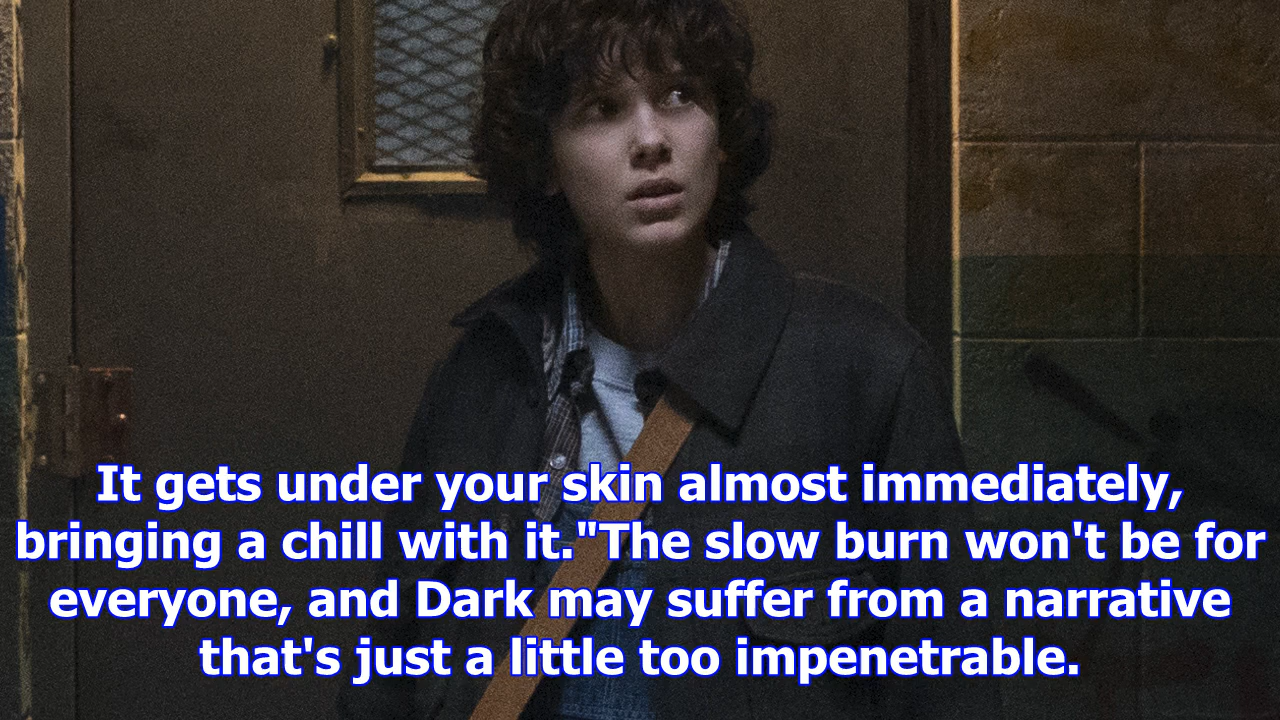 It gets under your skin almost immediately,
bringing a chill with it."The slow burn won't be for
everyone, and Dark may suffer from a narrative
that's just a little too impenetrable.